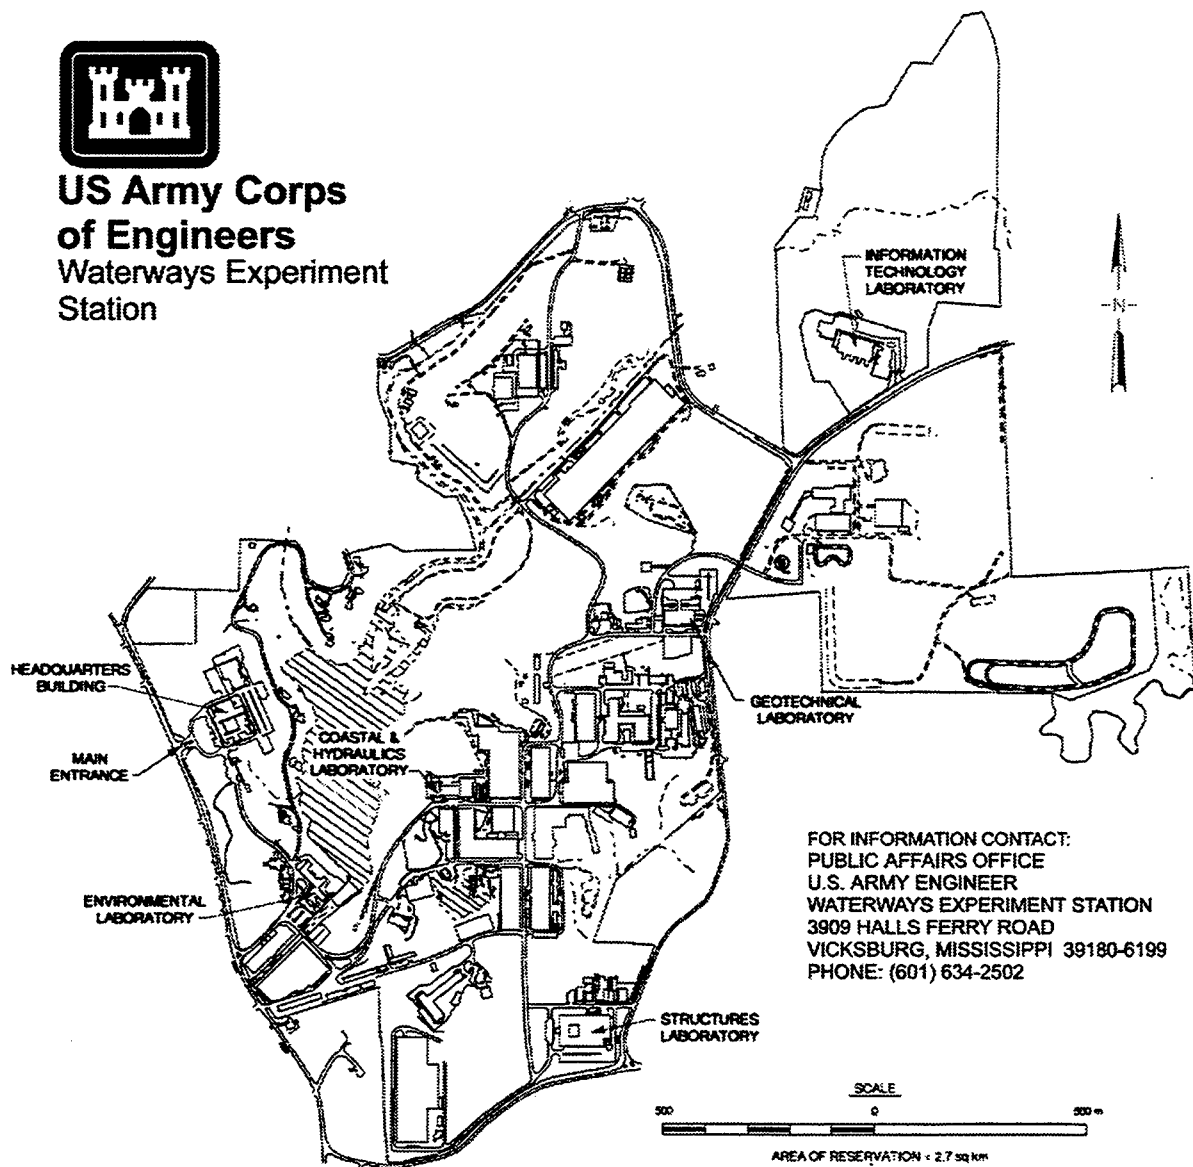 US Army Corps
of Engineers
Waterways Experiment
Station
INFORMATION
TECHNOLOGY
LABORATORY
N
HEADQUARTERS
BUILDING
MAIN
ENTRANCE
COASTAL &
HYDRAULICS
LABORATORY
GEOTECHNICAL
LABORATORY
ENVIRONMENTAL
LABORATORY
FOR INFORMATION CONTACT:
PUBLIC AFFAIRS OFFICE
U.S. ARMY ENGINEER
WATERWAYS EXPERIMENT STATION
3909 HALLS FERRY ROAD
VICKSBURG, MISSISSIPPI 39180-6199
PHONE: (601) 634-2502
STRUCTURES
LABORATORY
SCALE
500 0 500 m
AREA OF RESERVATION < 2.7 sq km